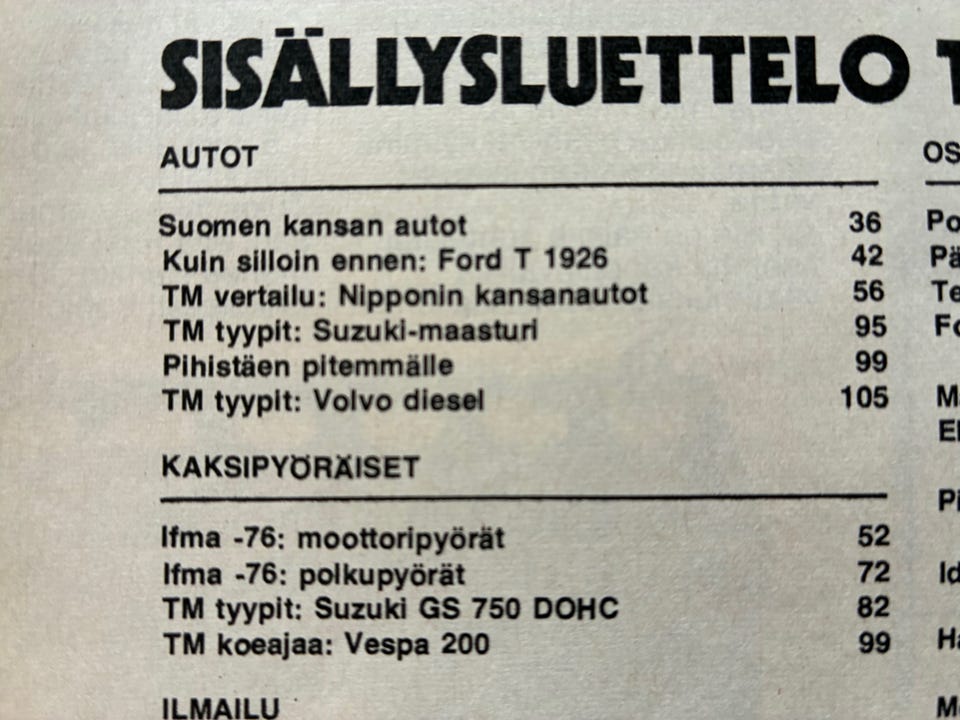 SISÄLLYSLUETTELO
AUTOT
Suomen kansan autot 36
Kuin silloin ennen: Ford T 1926 42
TM vertailu: Nipponin kansanautot 56
TM tyypit: Suzuki-maasturi 95
Pihistäen pitemmälle 99
TM tyypit: Volvo diesel 105
KAKSIPYÖRÄISET
Ifma -76: moottoripyörät 52
Ifma -76: polkupyörät 72
TM tyypit: Suzuki GS 750 DOHC 82
TM koeajaa: Vespa 200 99
ILMAILU